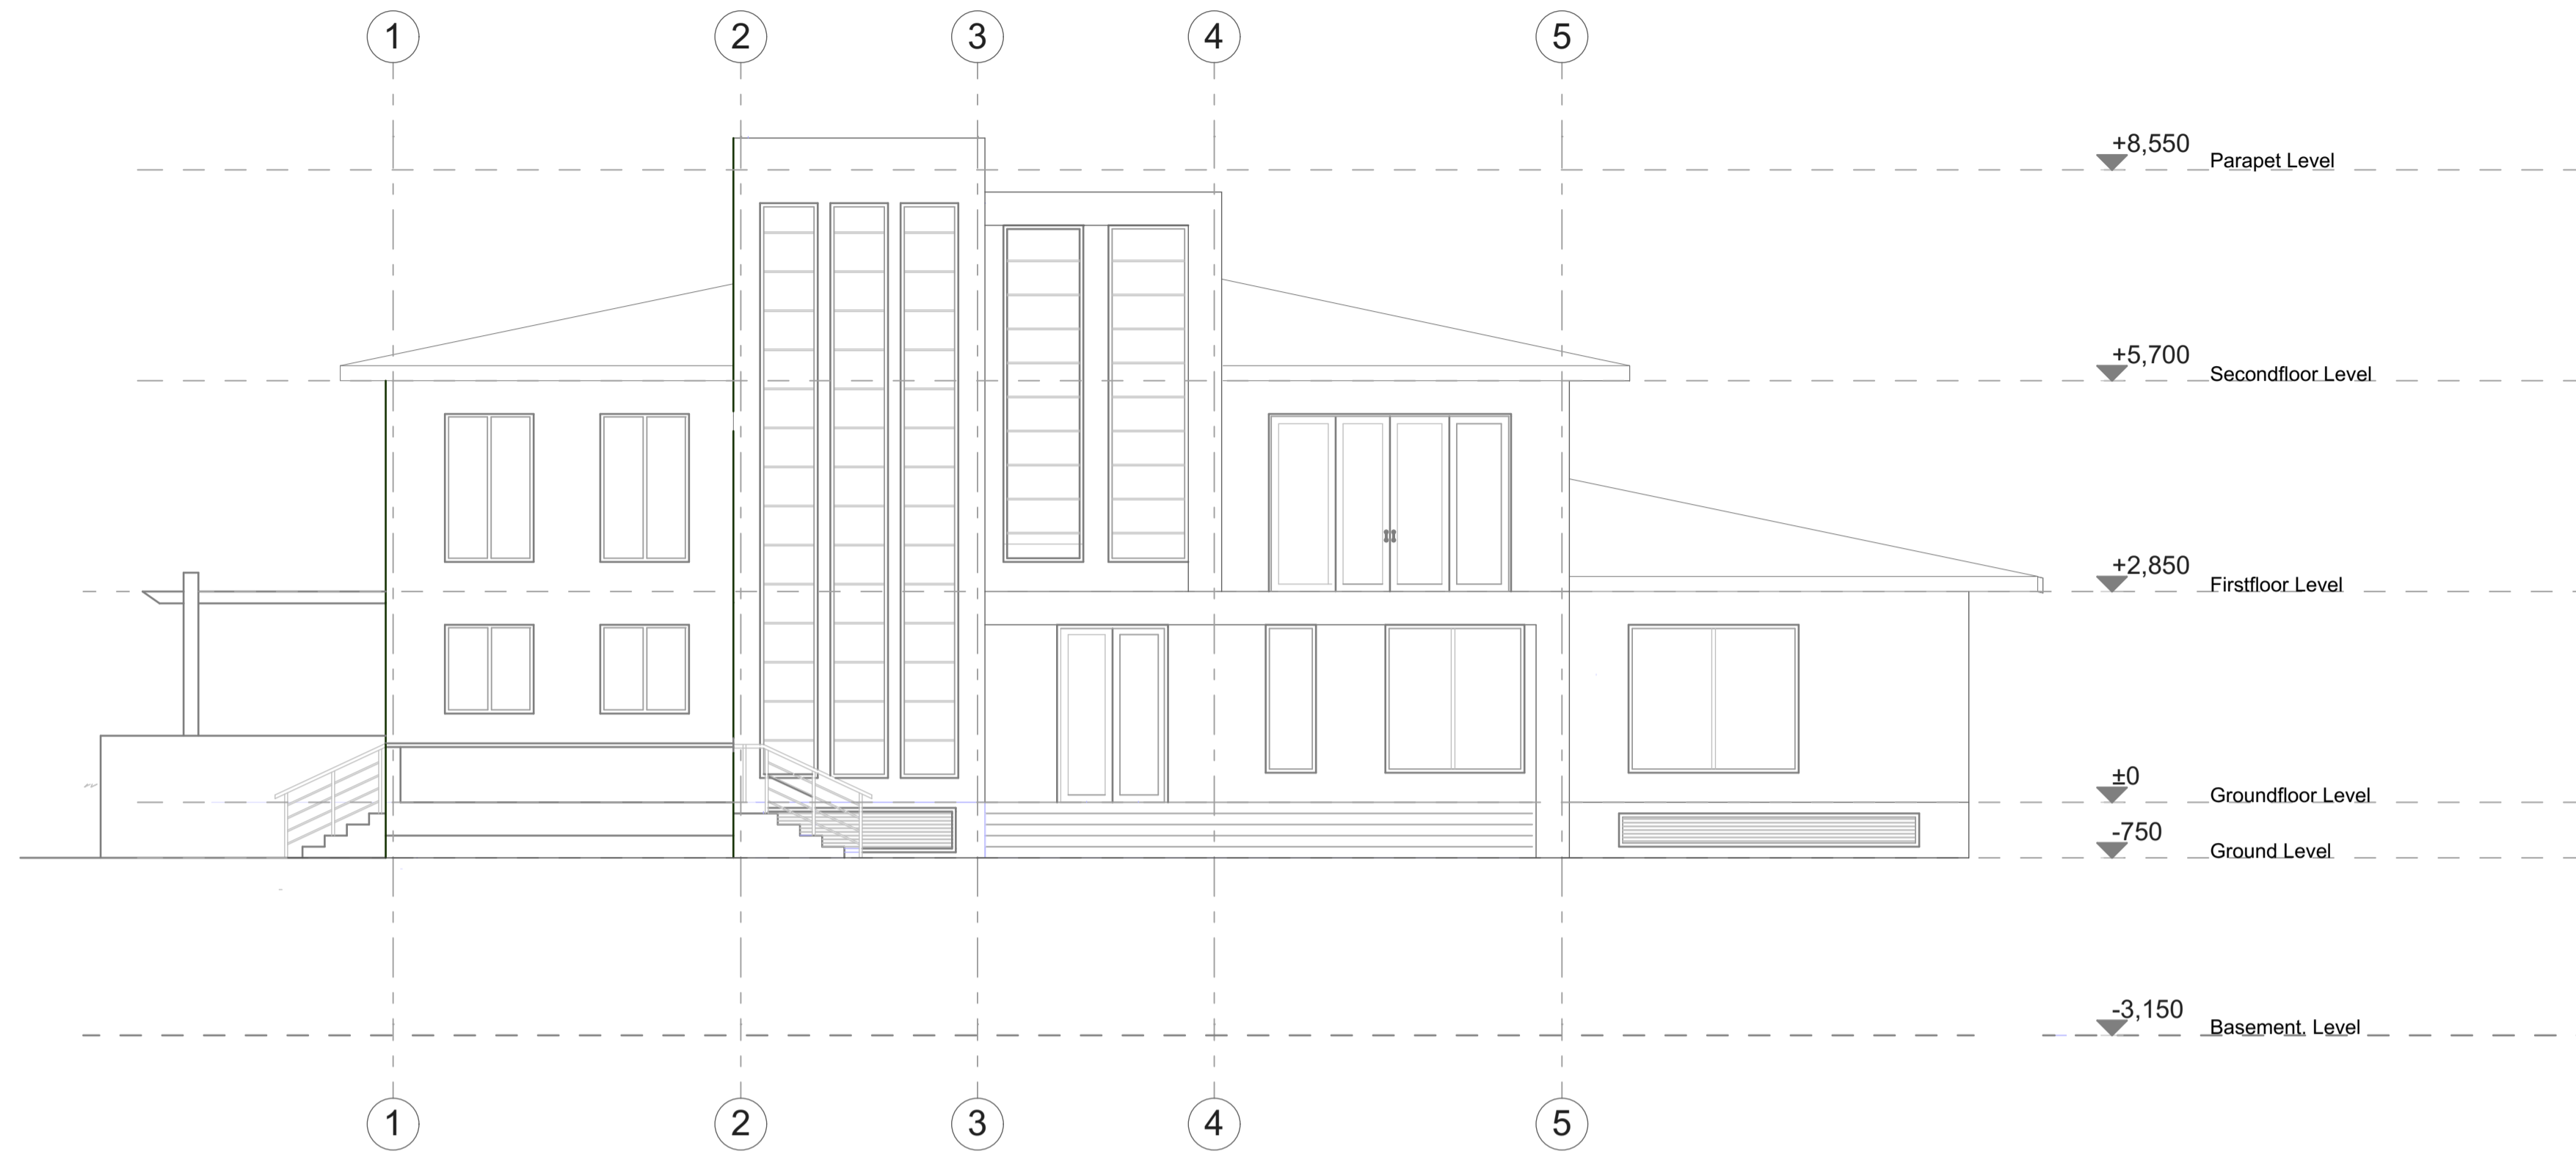 1 2 3 4 5
+8,550
Parapet Level
+5,700
Secondfloor Level
+2,850
Firstfloor Level
±0
Groundfloor Level
-750
Ground Level
-3,150
Basement. Level
1 2 3 4 5